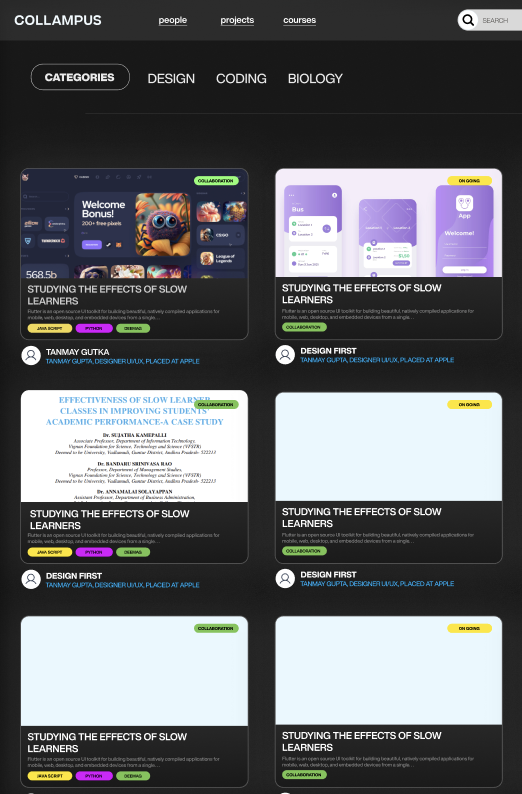 COLLAMPUS people projects courses SEARCH
CATEGORIES DESIGN CODING BIOLOGY
COLLABORATION
Welcome
Bonus!
200+ free pixels
CS:GO
League of
Legends
568.5b
STUDYING THE EFFECTS OF SLOW
LEARNERS
Flutter is an open source UI toolkit for building beautiful, natively compiled applications for
mobile, web, desktop, and embedded devices from a single...
JAVA SCRIPT PYTHON DEBIAG
TANMAY GUTKA
TANMAY GUPTA, DESIGNER UI/UX, PLACED AT APPLE
ON GOING
Bus
Location 1
Location 2
App
Welcome!
STUDYING THE EFFECTS OF SLOW
LEARNERS
Flutter is an open source UI toolkit for building beautiful, natively compiled applications for
mobile, web, desktop, and embedded devices from a single...
COLLABORATION
DESIGN FIRST
TANMAY GUPTA, DESIGNER UI/UX, PLACED AT APPLE
EFFECTIVENESS OF SLOW LEARNER
COLLABORATION
CLASSES IN IMPROVING STUDENTS'
ACADEMIC PERFORMANCE-A CASE STUDY
Dr. SUJATHA KAMEPALLI
Associate Professor, Department of Information Technology,
Vignan Foundation for Science, Technology and Science (VFSTR)
Deemed to be University, Vadlamudi, Guntur District, Andhra Pradesh- 522213
Dr. BANDARU SRINIVASA RAO
Professor, Department of Management Studies,
Vignan Foundation for Science, Technology and Science (VFSTR)
Deemed to be University, Vadlamudi, Guntur District, Andhra Pradesh- 522213
Dr. ANNAMALAI SOLAYAPPAN
Assistant Professor, Department of Business Administration,
STUDYING THE EFFECTS OF SLOW
LEARNERS
Flutter is an open source UI toolkit for building beautiful, natively compiled applications for
mobile, web, desktop, and embedded devices from a single...
JAVA SCRIPT PYTHON DEBIAG
DESIGN FIRST
TANMAY GUPTA, DESIGNER UI/UX, PLACED AT APPLE
ON GOING
STUDYING THE EFFECTS OF SLOW
LEARNERS
Flutter is an open source UI toolkit for building beautiful, natively compiled applications for
mobile, web, desktop, and embedded devices from a single...
COLLABORATION
DESIGN FIRST
TANMAY GUPTA, DESIGNER UI/UX, PLACED AT APPLE
COLLABORATION
STUDYING THE EFFECTS OF SLOW
LEARNERS
Flutter is an open source UI toolkit for building beautiful, natively compiled applications for
mobile, web, desktop, and embedded devices from a single...
JAVA SCRIPT PYTHON DEBIAG
ON GOING
STUDYING THE EFFECTS OF SLOW
LEARNERS
Flutter is an open source UI toolkit for building beautiful, natively compiled applications for
mobile, web, desktop, and embedded devices from a single...
COLLABORATION